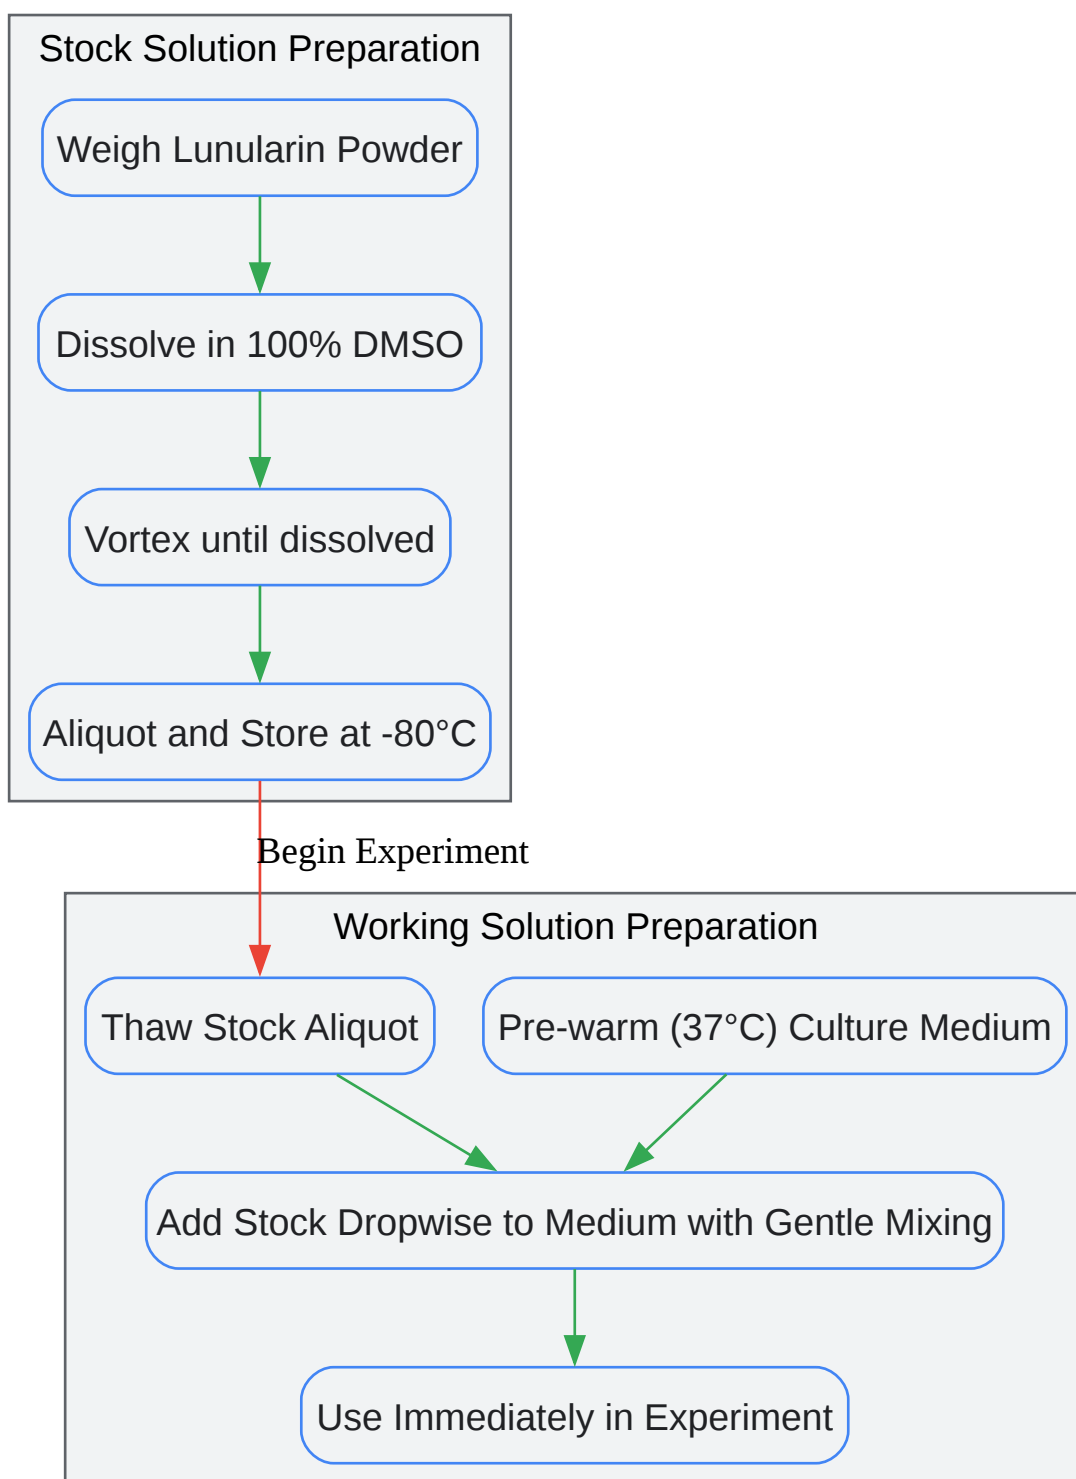 Stock Solution Preparation
Weigh Lunularin Powder
Dissolve in 100% DMSO
Vortex until dissolved
Aliquot and Store at -80°C
Begin Experiment
Working Solution Preparation
Thaw Stock Aliquot
Pre-warm (37°C) Culture Medium
Add Stock Dropwise to Medium with Gentle Mixing
Use Immediately in Experiment